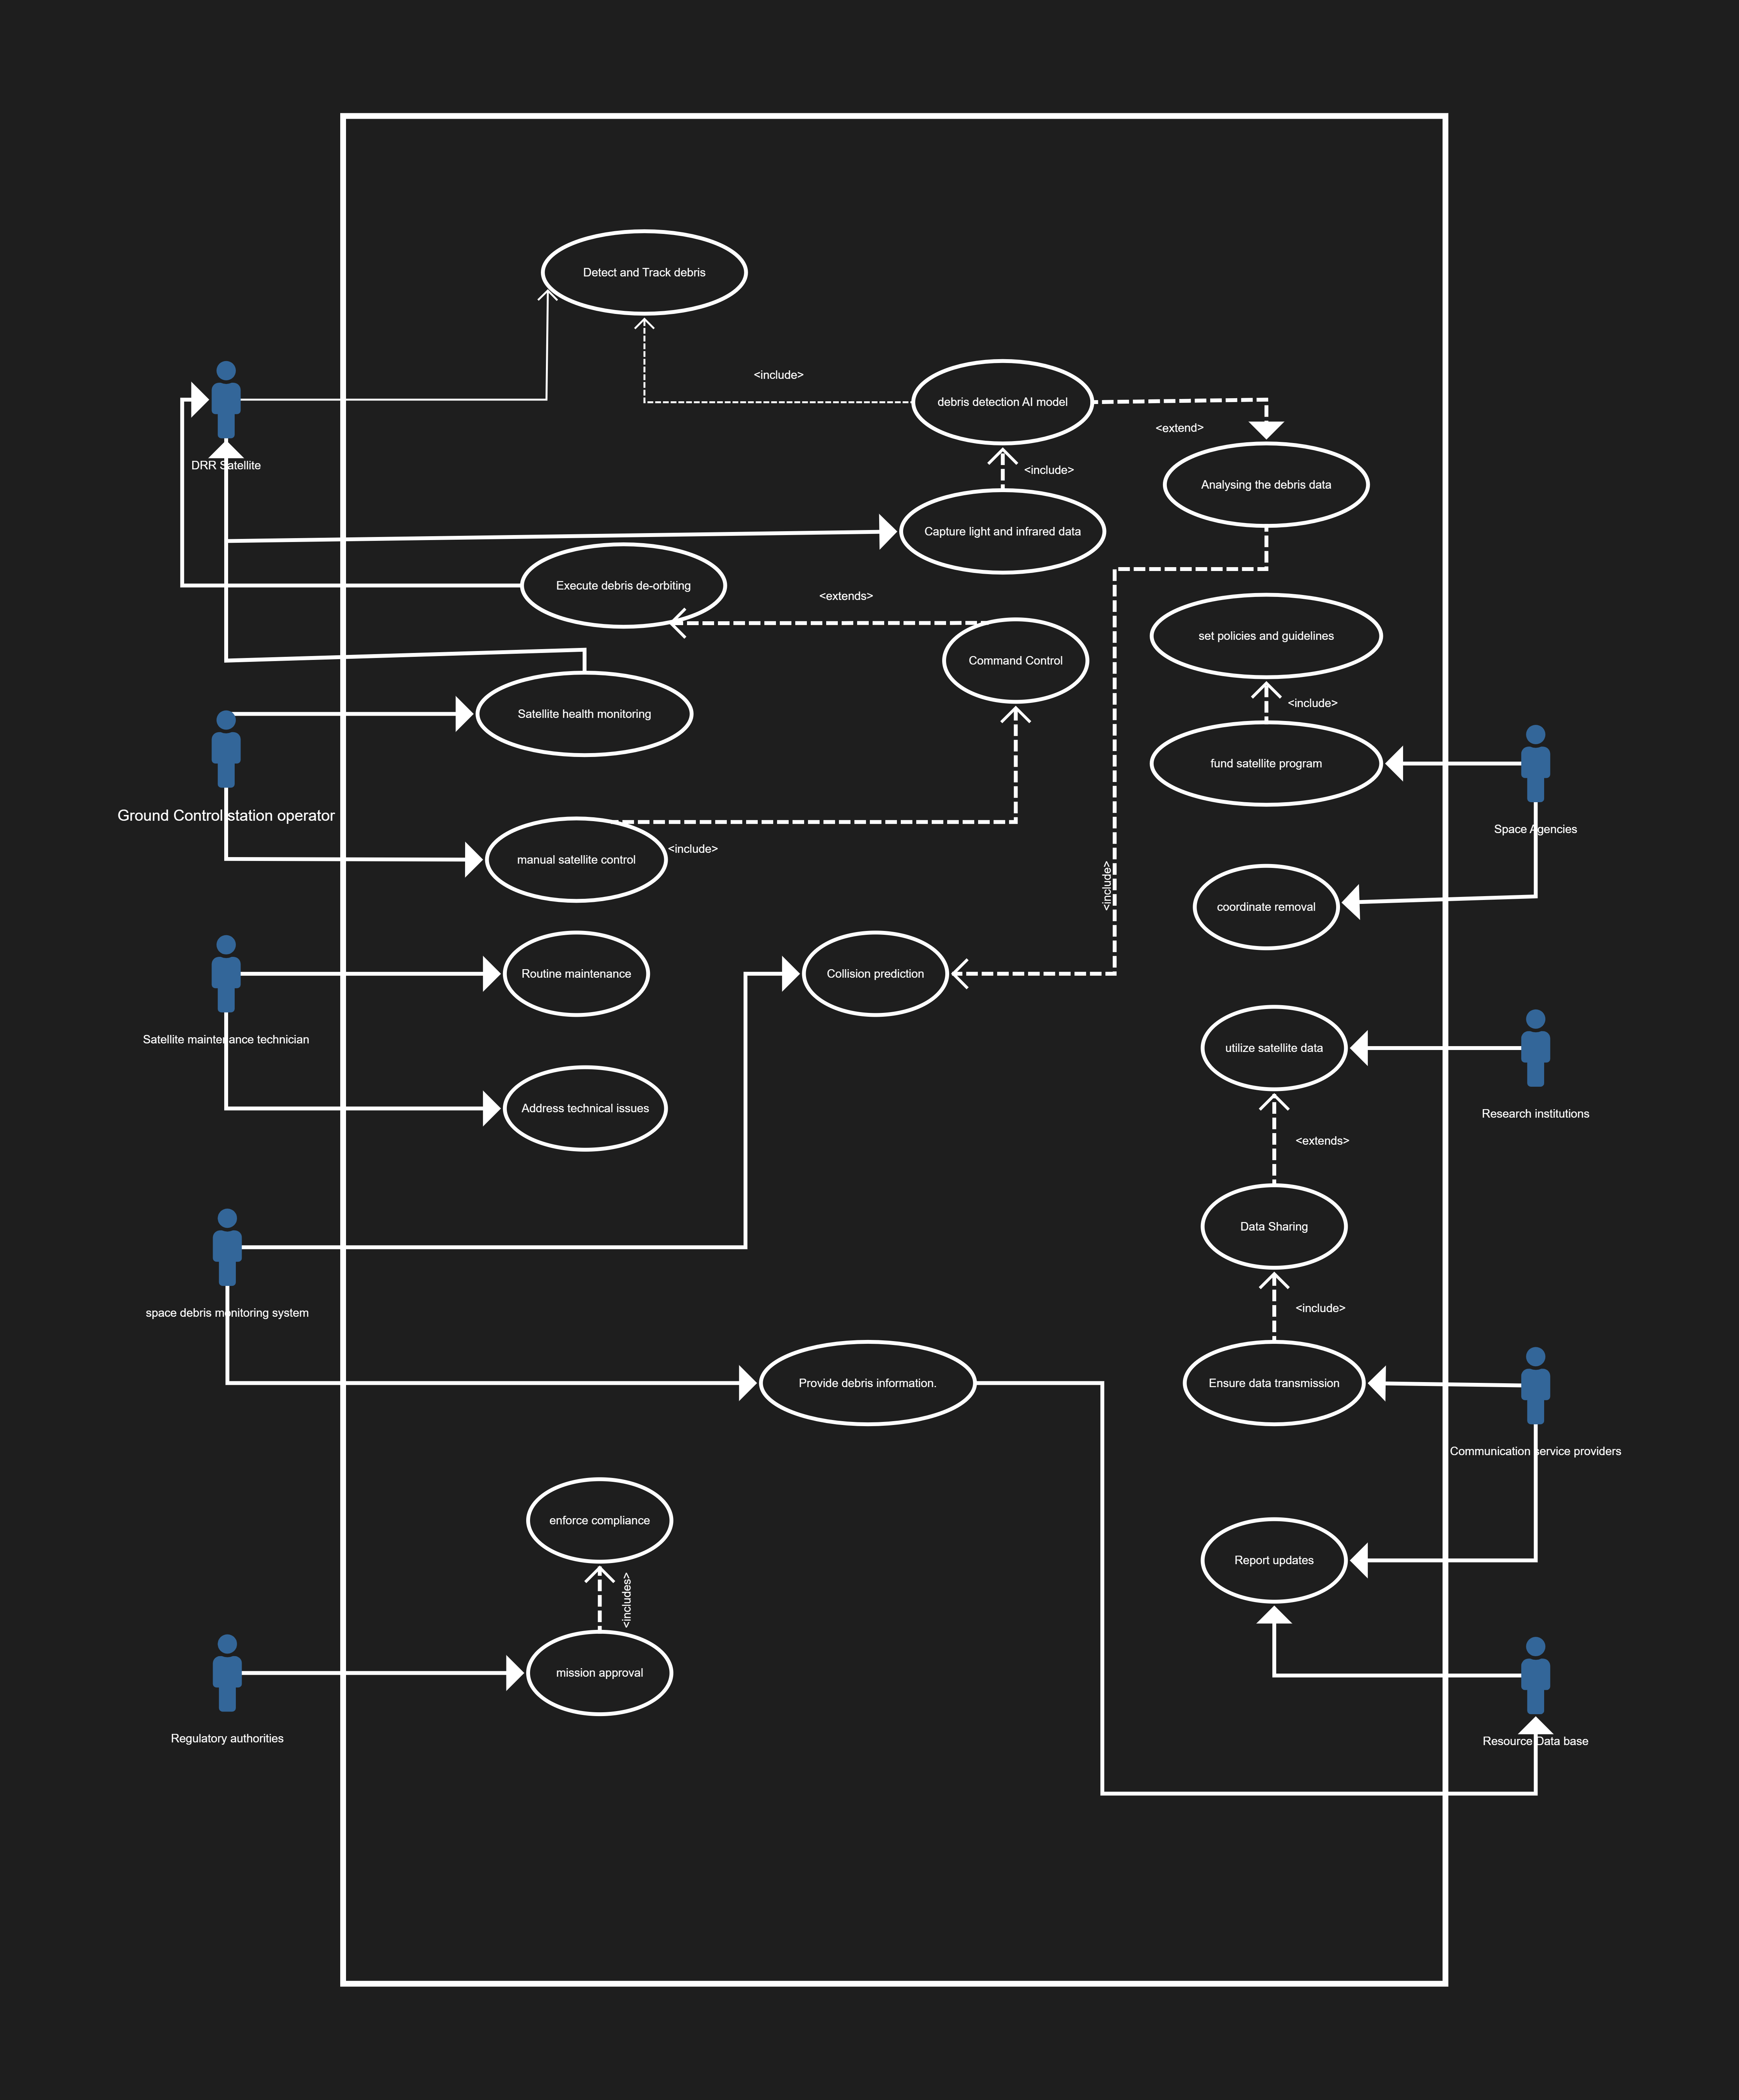 Detect and Track debris
<include>
debris detection AI model
<extend>
DRR Satellite
<include>
Analysing the debris data
Capture light and infrared data
Execute debris de-orbiting
<extends>
set policies and guidelines
Command Control
<include>
Satellite health monitoring
fund satellite program
Ground Control station operator
Space Agencies
<include>
manual satellite control
<include>
coordinate removal
Routine maintenance
Collision prediction
Satellite maintenance technician
utilize satellite data
Address technical issues
Research institutions
<extends>
Data Sharing
space debris monitoring system
<include>
Provide debris information.
Ensure data transmission
Communication service providers
enforce compliance
Report updates
<includes>
mission approval
Regulatory authorities
Resource Data base